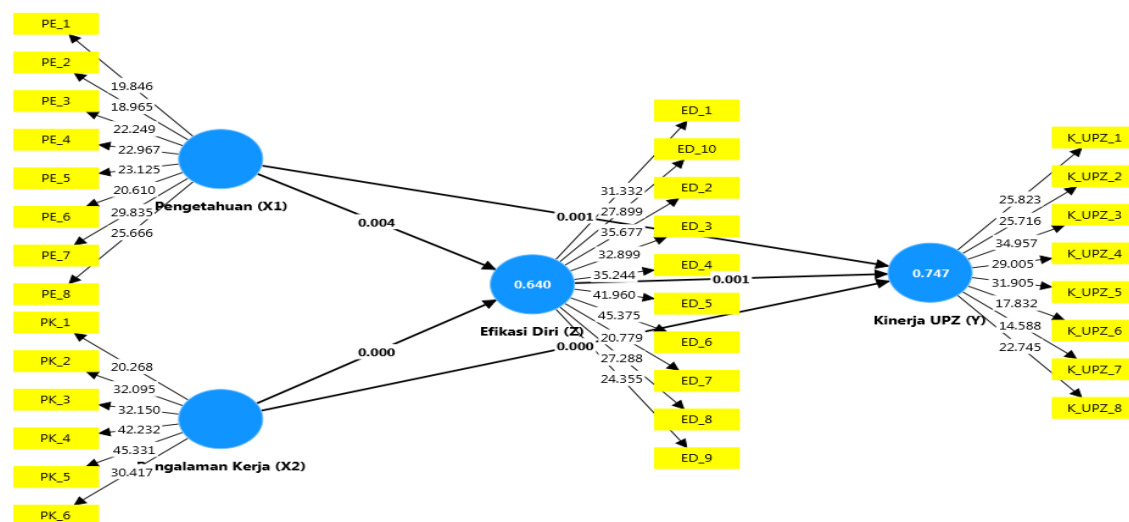 PE_1
PE_2
PE_3
PE_4
PE_5
PE_6
PE_7
PE_8
19.846
18.965
22.249
22.967
23.125
20.610
29.835
25.666
Pengetahuan (X1)
PK_1
PK_2
PK_3
PK_4
PK_5
PK_6
20.268
32.095
32.150
42.232
45.331
30.417
ngalaman Kerja (X2)
0.004
0.000
0.001
0.001
0.000
0.640
Efikasi Diri (Z)
31.332
27.899
35.677
32.899
35.244
41.960
45.375
20.779
27.288
24.355
ED_1
ED_10
ED_2
ED_3
ED_4
ED_5
ED_6
ED_7
ED_8
ED_9
0.747
Kinerja UPZ (Y)
25.823
25.716
34.957
29.005
31.905
17.832
14.588
22.745
K_UPZ_1
K_UPZ_2
K_UPZ_3
K_UPZ_4
K_UPZ_5
K_UPZ_6
K_UPZ_7
K_UPZ_8